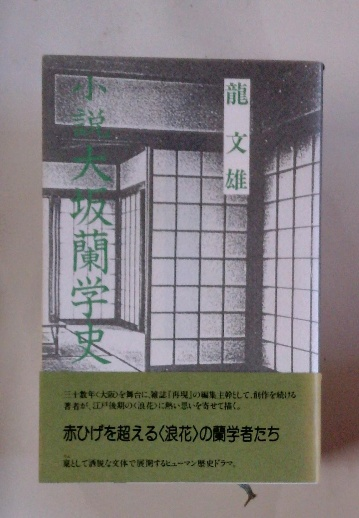 小説大坂蘭学史
龍文雄
三十数年〈大阪〉を舞台に、雑誌『再現』の編集主幹として、創作を続ける
著者が、江戸後期の〈浪花〉に熱い思いを寄せて描く。
赤ひげを超える〈浪花〉の蘭学者たち
として洒脱な文体で展開するヒューマン歴史ドラマ。